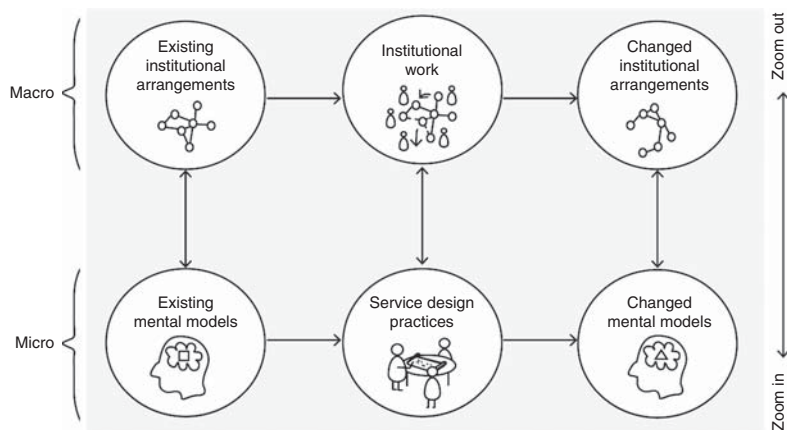 Macro
Existing
institutional
arrangements
Institutional
work
Changed
institutional
arrangements
Zoom out
Micro
Existing
mental models
Service design
practices
Changed
mental models
Zoom in